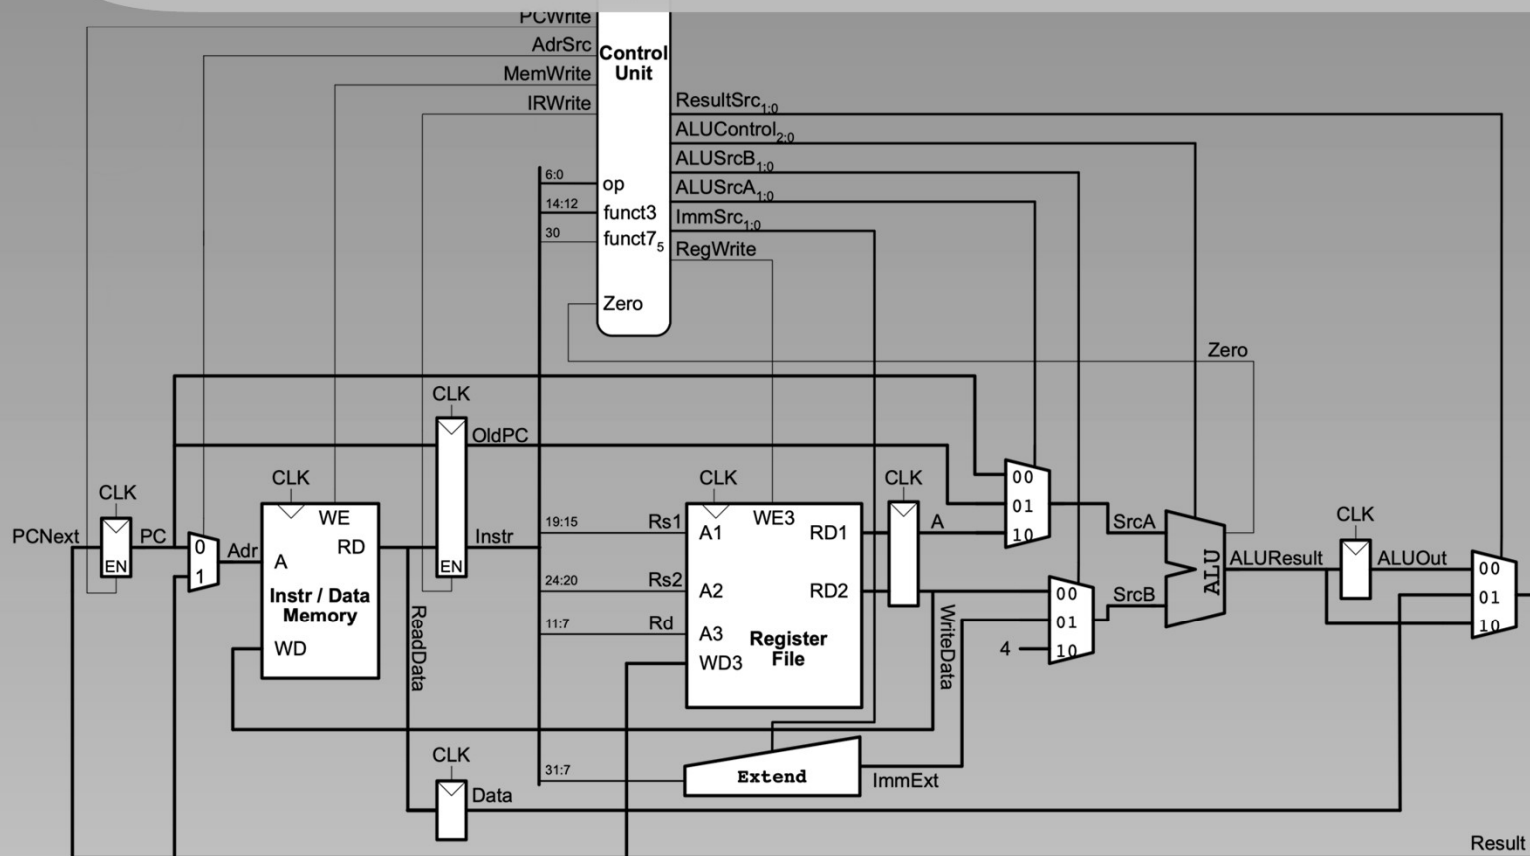 PCWrite
AdrSrc
MemWrite
IRWrite
Control
Unit
ResultSrc1:0
ALUControl2:0
ALUSrcB1:0
ALUSrcA1:0
ImmSrc1:0
RegWrite
6:0
op
14:12
funct3
30
funct75
Zero
Zero
CLK
OldPC
CLK
CLK
CLK
CLK
CLK
PCNext
PC
EN
0
1
Adr
WE
A
RD
Instr / Data
Memory
WD
EN
Instr
ReadData
19:15
Rs1
24:20
Rs2
11:7
Rd
A1
WE3
RD1
A2
RD2
A3
WD3
Register
File
A
WriteData
00
01
10
00
01
10
4
SrcA
SrcB
ALU
ALUResult
ALUOut
00
01
10
CLK
Data
31:7
Extend
ImmExt
Result